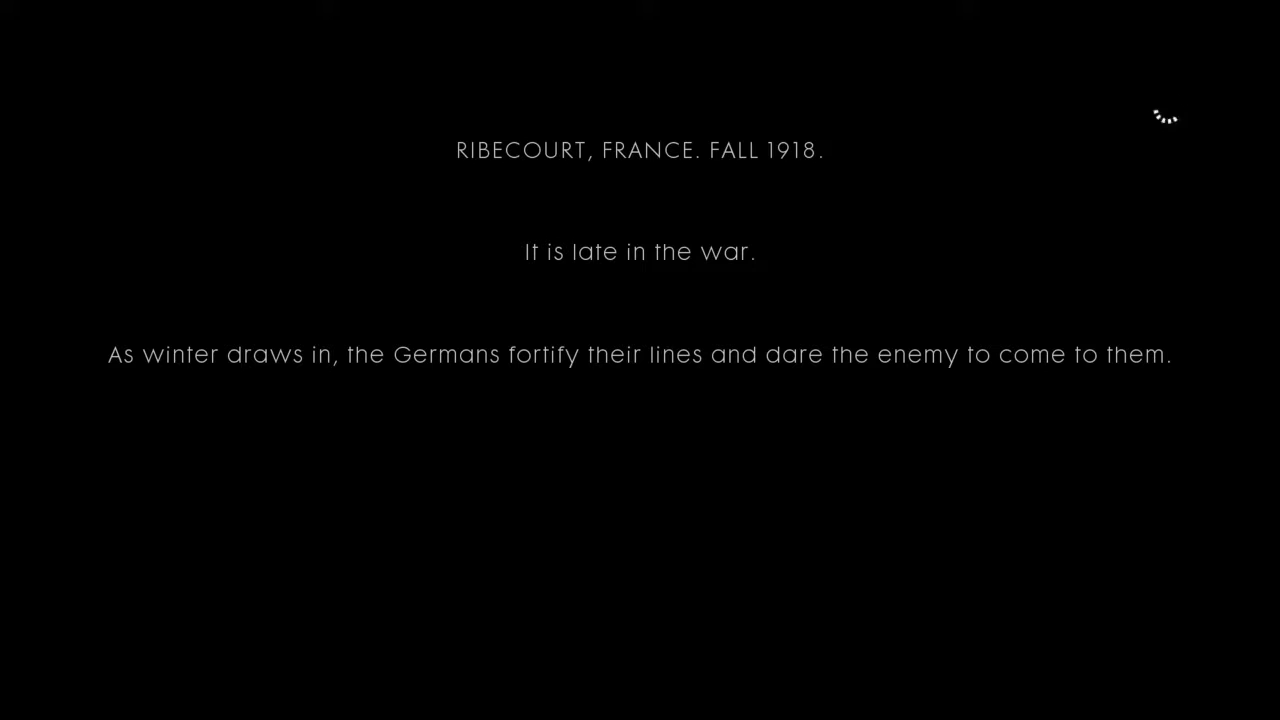 RIBECOURT, FRANCE. FALL 1918.
It is late in the war.
As winter draws in, the Germans fortify their lines and dare the enemy to come to them.